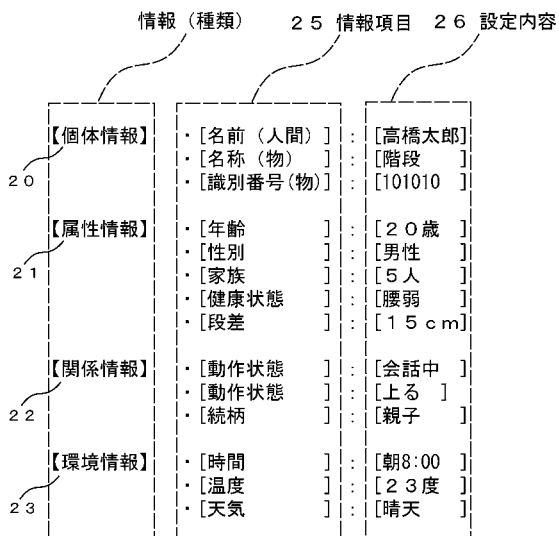 情報（種類） 25 情報項目 26 設定内容
【個体情報】 ・[名前（人間）] : [高橋太郎]
・[名称（物） ] : [階段 ]
20 ・[識別番号(物)] : [101010 ]
【属性情報】 ・[年齢 ] : [２０歳 ]
・[性別 ] : [男性 ]
21 ・[家族 ] : [５人 ]
・[健康状態 ] : [腰弱 ]
・[段差 ] : [１５ｃｍ]
【関係情報】 ・[動作状態 ] : [会話中 ]
・[動作状態 ] : [上る ]
22 ・[続柄 ] : [親子 ]
【環境情報】 ・[時間 ] : [朝8:00 ]
・[温度 ] : [２３度 ]
23 ・[天気 ] : [晴天 ]